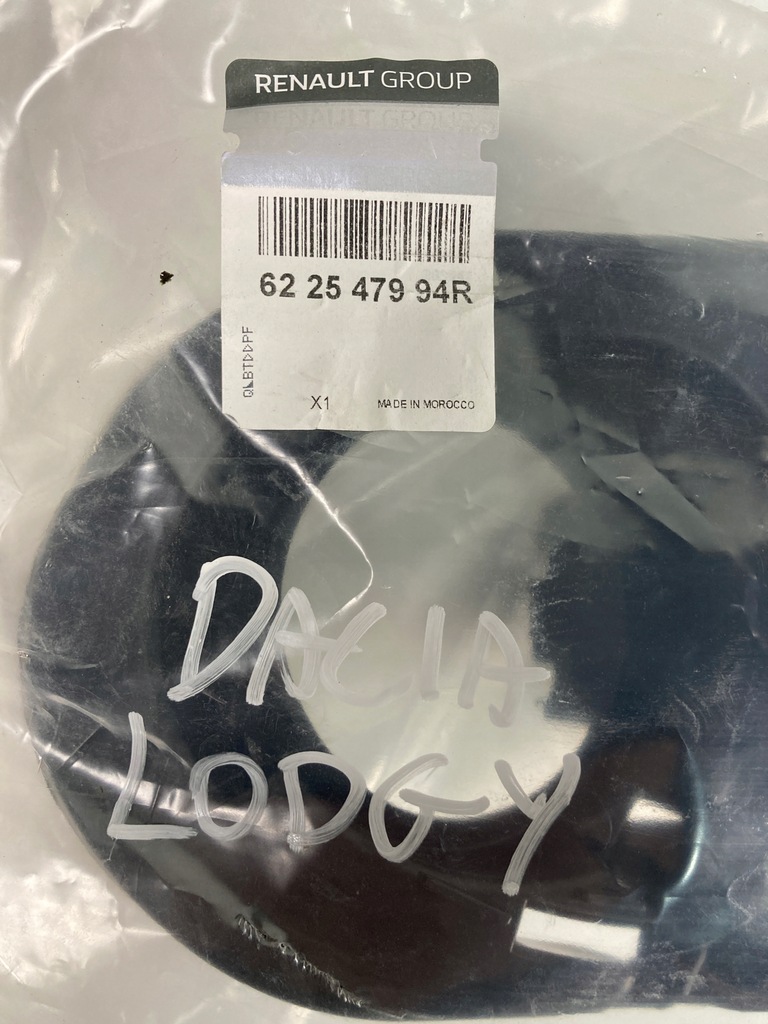 RENAULT GROUP
62 25 479 94R
X1
MADE IN MOROCCO
DACIA
LODGY